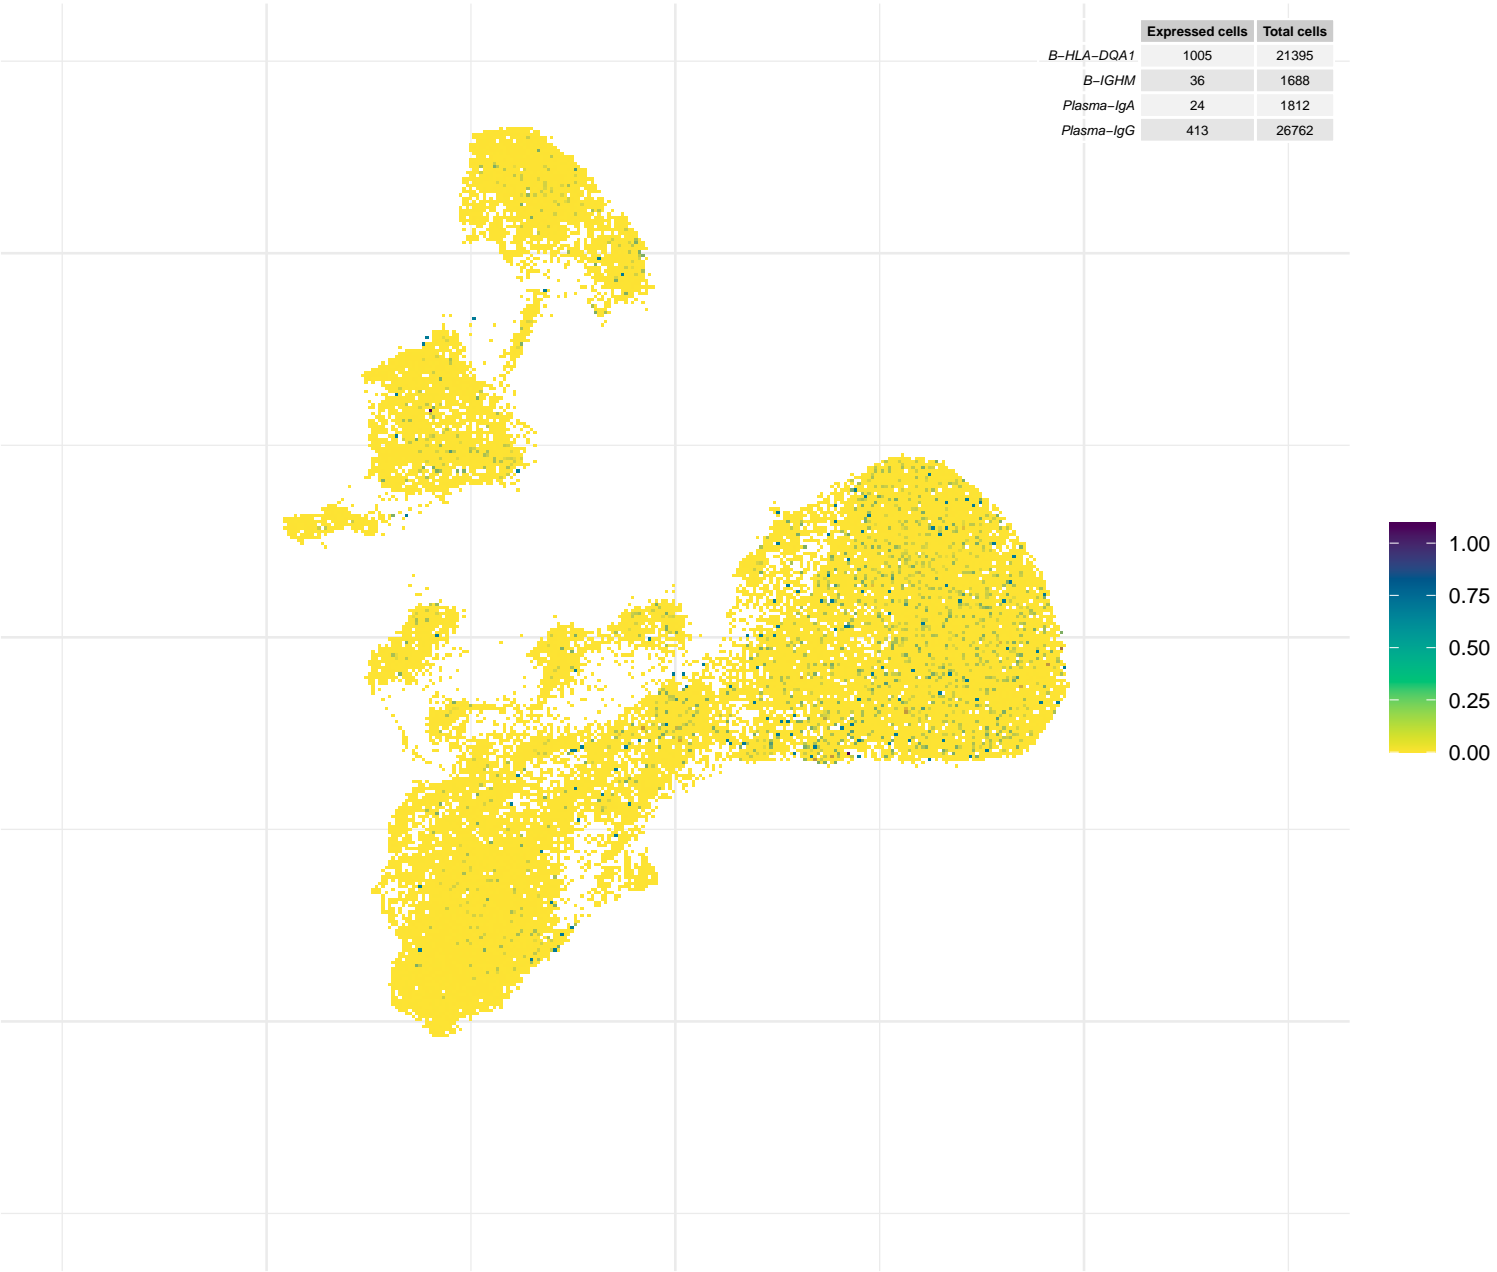 Expressed cells Total cells
B−HLA−DQA1 1005 21395
B−IGHM 36 1688
Plasma−IgA 24 1812
Plasma−IgG 413 26762
1.00
0.75
0.50
0.25
0.00